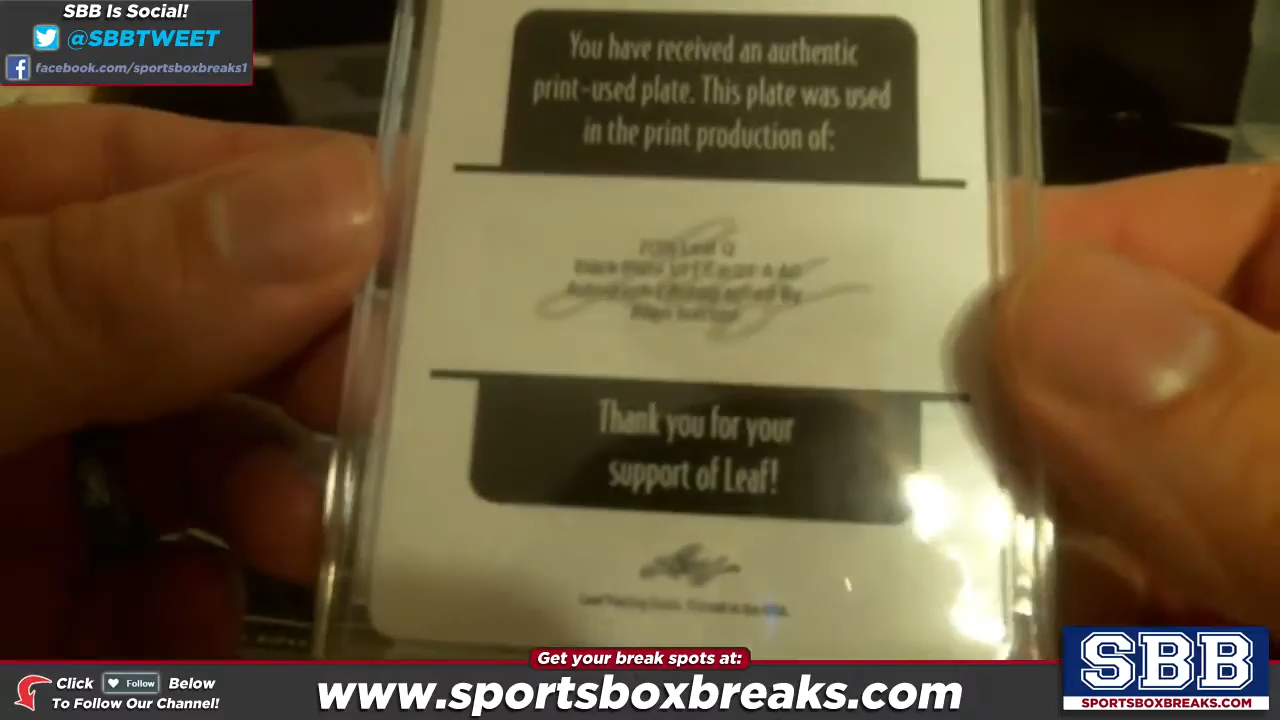 SBB Is Social!
@SBBTWEET
facebook.com/sportsboxbreaks1
You have received an authentic
print-used plate. This plate was used
in the print production of:
Thank you for your
support of Leaf!
Get your break spots at:
Click Follow Below
To Follow Our Channel!
www.sportsboxbreaks.com
SBB
SPORTSBOXBREAKS.COM